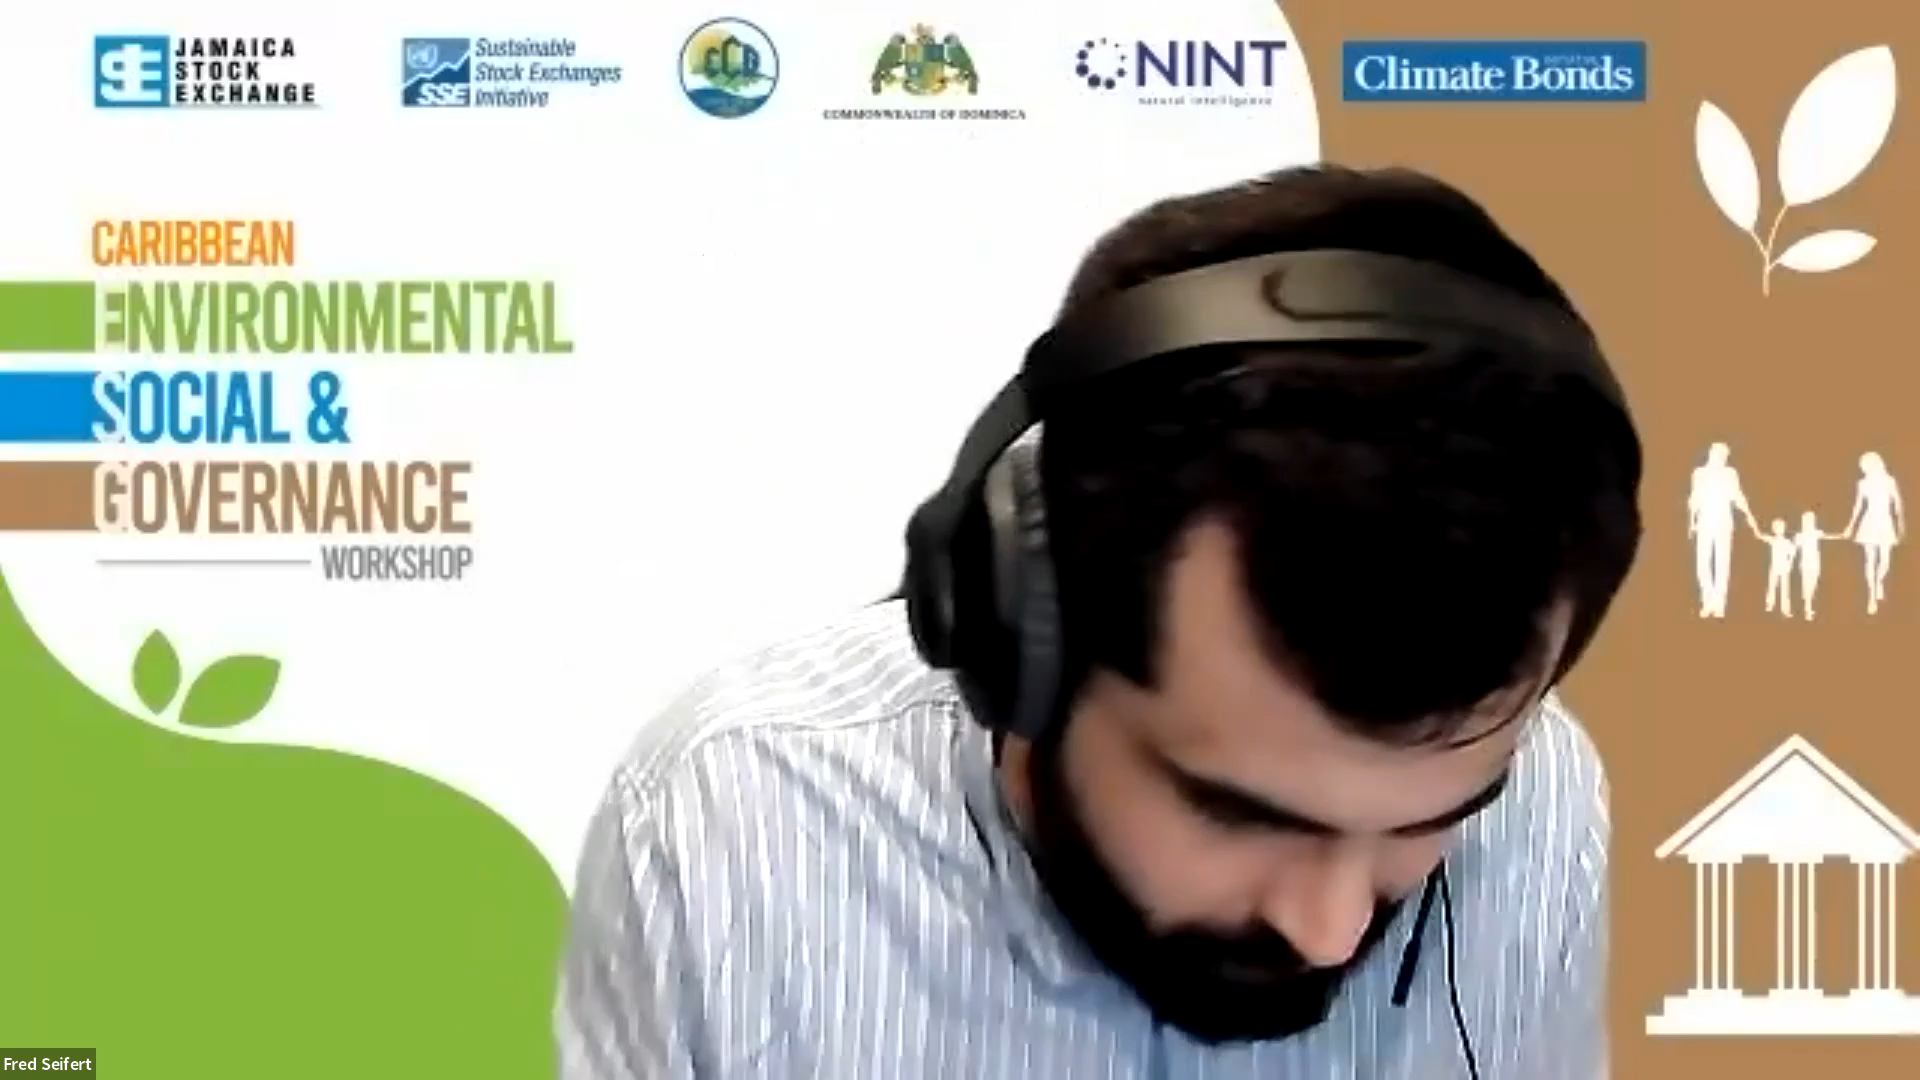 JAMAICA
STOCK
EXCHANGE
Sustainable
Stock Exchanges
Initiative
SSE
CCB
COMMONWEALTH OF DOMINICA
NINT
natural intelligence
Climate Bonds
CARIBBEAN
ENVIRONMENTAL
SOCIAL &
GOVERNANCE
WORKSHOP
Fred Seifert